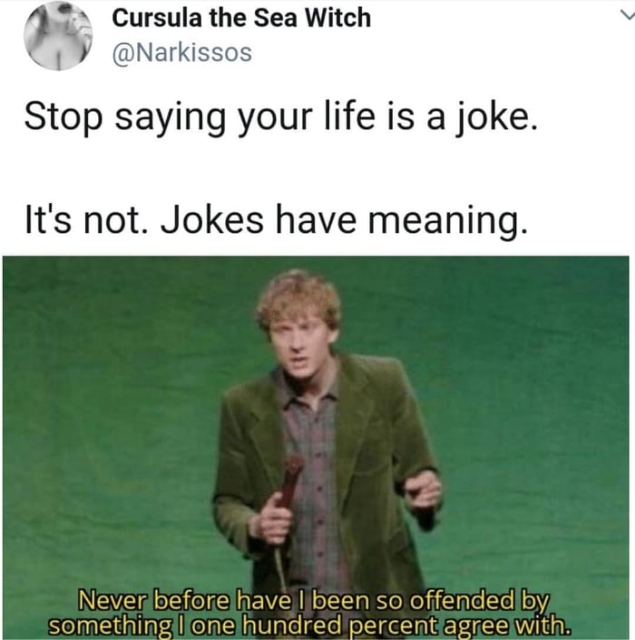 Cursula the Sea Witch
@Narkissos
Stop saying your life is a joke.
It's not. Jokes have meaning.
Never before have I been so offended by
something I one hundred percent agree with.